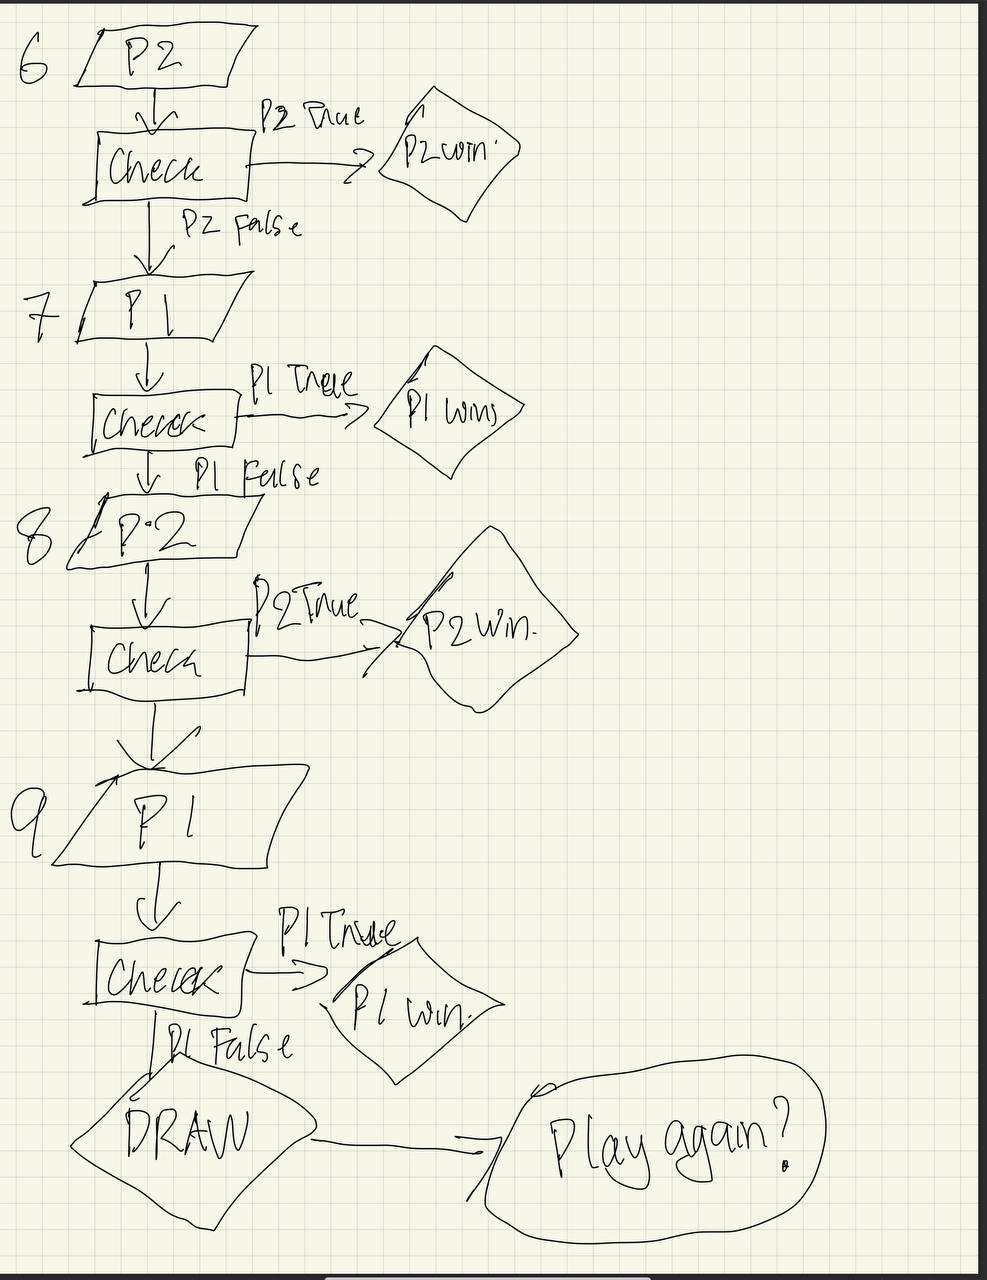 6
P2
Check
P2 True
P2 win
P2 False
7
P1
Check
P1 True
P1 wins
P1 False
8
P2
Check
P2 True
P2 win.
9
P1
Check
P1 True
P1 win.
P1 False
DRAW
Play again?